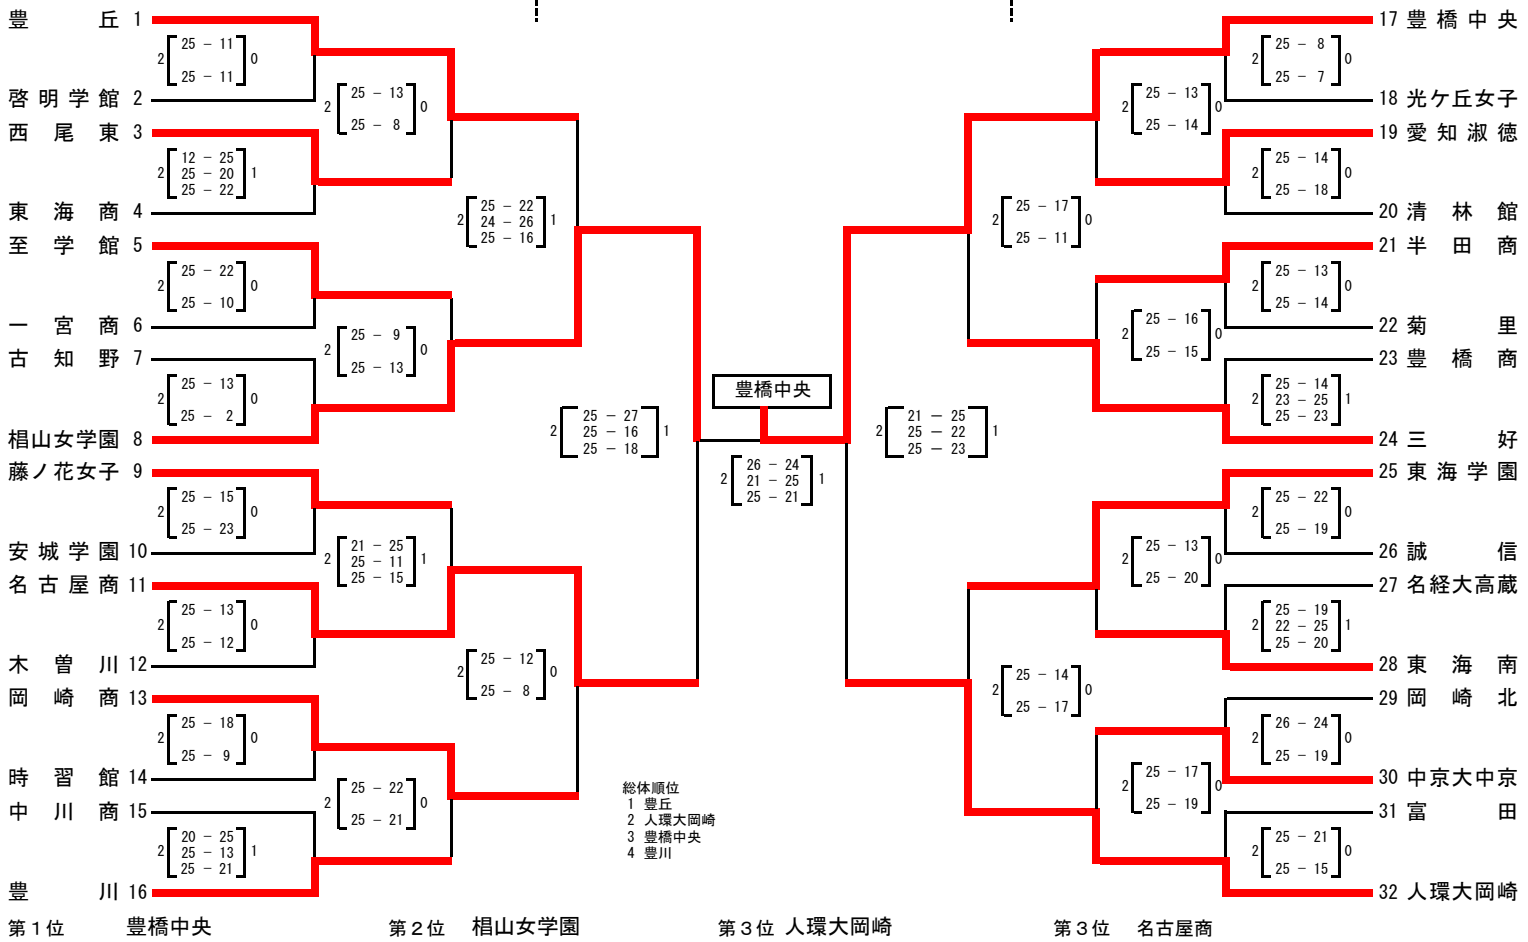 豊丘 1
2 25 － 11 0
25 － 11
啓明学館 2
2 25 － 13 0
25 － 8
西尾東 3
2 12 － 25 1
25 － 20
25 － 22
東海商 4
2 25 － 22 1
24 － 26
25 － 16
至学館 5
2 25 － 22 0
25 － 10
一宮商 6
2 25 － 9 0
25 － 13
古知野 7
2 25 － 13 0
25 － 2
椙山女学園 8
2 25 － 27 1
25 － 16
25 － 18
藤ノ花女子 9
2 25 － 15 0
25 － 23
安城学園 10
2 21 － 25 1
25 － 11
25 － 15
名古屋商 11
2 25 － 13 0
25 － 12
木曽川 12
2 25 － 12 0
25 － 8
岡崎商 13
2 25 － 18 0
25 － 9
時習館 14
2 25 － 22 0
25 － 21
中川商 15
2 20 － 25 1
25 － 13
25 － 21
豊川 16
豊橋中央
2 26 － 24 1
21 － 25
25 － 21
総体順位
1 豊丘
2 人環大岡崎
3 豊橋中央
4 豊川
17 豊橋中央
2 25 － 8 0
25 － 7
18 光ケ丘女子
2 25 － 13 0
25 － 14
19 愛知淑徳
2 25 － 14 0
25 － 18
20 清林館
2 25 － 17 0
25 － 11
21 半田商
2 25 － 13 0
25 － 14
22 菊里
2 25 － 16 0
25 － 15
23 豊橋商
2 25 － 14 1
23 － 25
25 － 23
24 三好
2 21 － 25 1
25 － 22
25 － 23
25 東海学園
2 25 － 22 0
25 － 19
26 誠信
2 25 － 13 0
25 － 20
27 名経大高蔵
2 25 － 19 1
22 － 25
25 － 20
28 東海南
2 25 － 14 0
25 － 17
29 岡崎北
2 26 － 24 0
25 － 19
30 中京大中京
2 25 － 17 0
25 － 19
31 富田
2 25 － 21 0
25 － 15
32 人環大岡崎
第１位 豊橋中央 第２位 椙山女学園 第３位 人環大岡崎 第３位 名古屋商